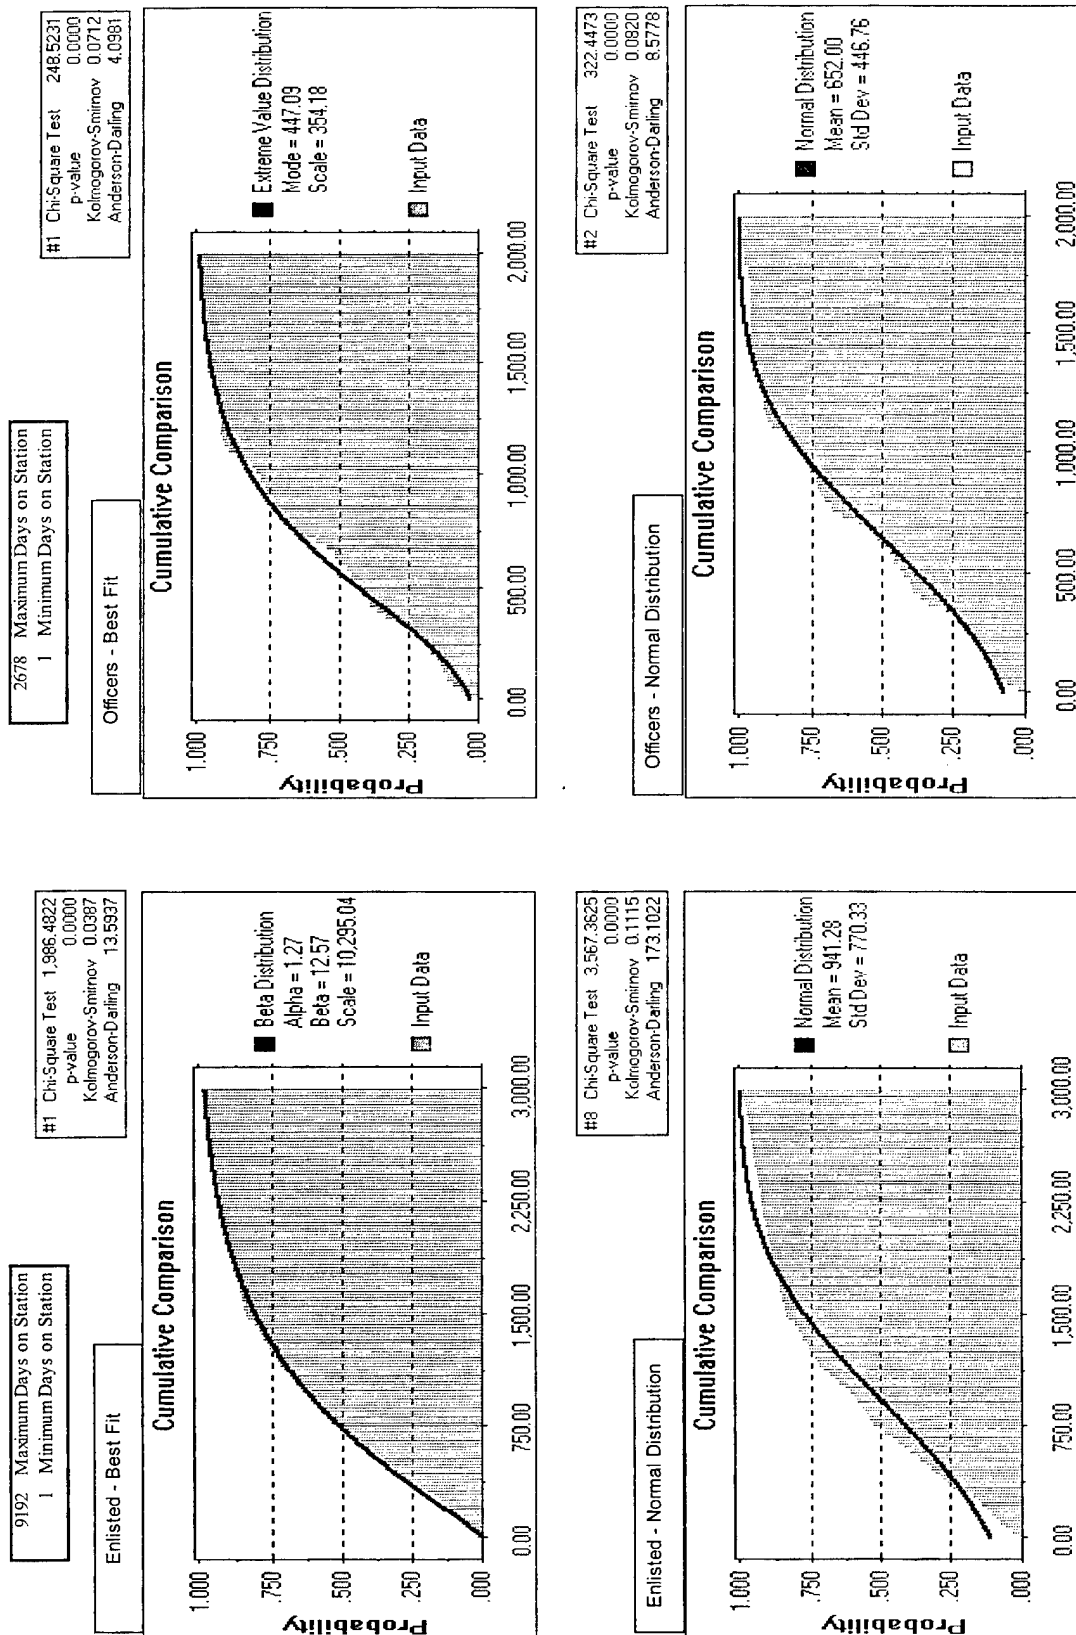 9192 Maximum Days on Station
1 Minimum Days on Station
Enlisted - Best Fit
#1 Chi-Square Test 1,986.4822
p-value 0.0000
Kolmogorov-Smirnov 0.0387
Anderson-Darling 13.5937
Cumulative Comparison
1.000
.750
.500
.250
.000
Probability
0.00
750.00
1,500.00
2,250.00
3,000.00
Beta Distribution
Alpha = 1.27
Beta = 12.57
Scale = 10,295.04
Input Data
2678 Maximum Days on Station
1 Minimum Days on Station
Officers - Best Fit
#1 Chi-Square Test 248.5231
p-value 0.0000
Kolmogorov-Smirnov 0.0712
Anderson-Darling 4.0981
Cumulative Comparison
1.000
.750
.500
.250
.000
Probability
0.00
500.00
1,000.00
1,500.00
2,000.00
Extreme Value Distribution
Mode = 447.09
Scale = 354.18
Input Data
Enlisted - Normal Distribution
#8 Chi-Square Test 3,567.3625
p-value 0.0000
Kolmogorov-Smirnov 0.1115
Anderson-Darling 173.1022
Cumulative Comparison
1.000
.750
.500
.250
.000
Probability
0.00
750.00
1,500.00
2,250.00
3,000.00
Normal Distribution
Mean = 941.28
Std Dev = 770.33
Input Data
Officers - Normal Distribution
#2 Chi-Square Test 322.4473
p-value 0.0000
Kolmogorov-Smirnov 0.0820
Anderson-Darling 8.5778
Cumulative Comparison
1.000
.750
.500
.250
.000
Probability
0.00
500.00
1,000.00
1,500.00
2,000.00
Normal Distribution
Mean = 652.00
Std Dev = 446.76
Input Data